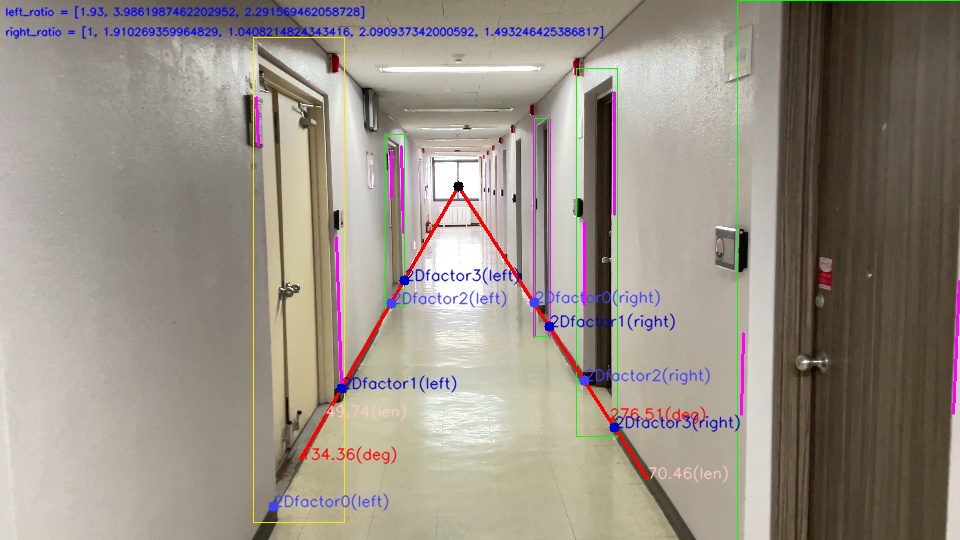 left_ratio = [1.93, 3.9861987462202952, 2.291569462058728]
right_ratio = [1, 1.910269359964829, 1.0408214824343416, 2.090937342000592, 1.493246425386817]
2Dfactor3(left)
2Dfactor2(left)
2Dfactor0(right)
2Dfactor1(right)
2Dfactor1(left)
2Dfactor2(right)
49.74(len)
276.51(deg)
2Dfactor3(right)
134.36(deg)
70.46(len)
2Dfactor0(left)